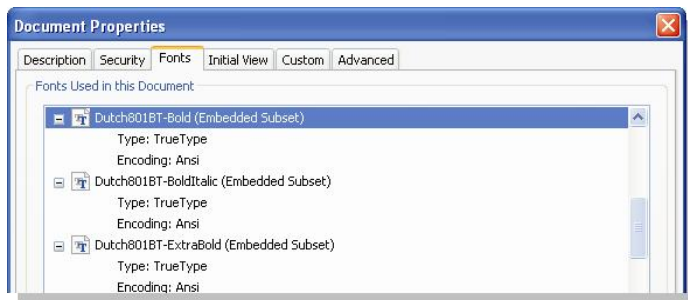 Document Properties
Description Security Fonts Initial View Custom Advanced
Fonts Used in this Document
Dutch801BT-Bold (Embedded Subset)
Type: TrueType
Encoding: Ansi
Dutch801BT-BoldItalic (Embedded Subset)
Type: TrueType
Encoding: Ansi
Dutch801BT-ExtraBold (Embedded Subset)
Type: TrueType
Encoding: Ansi